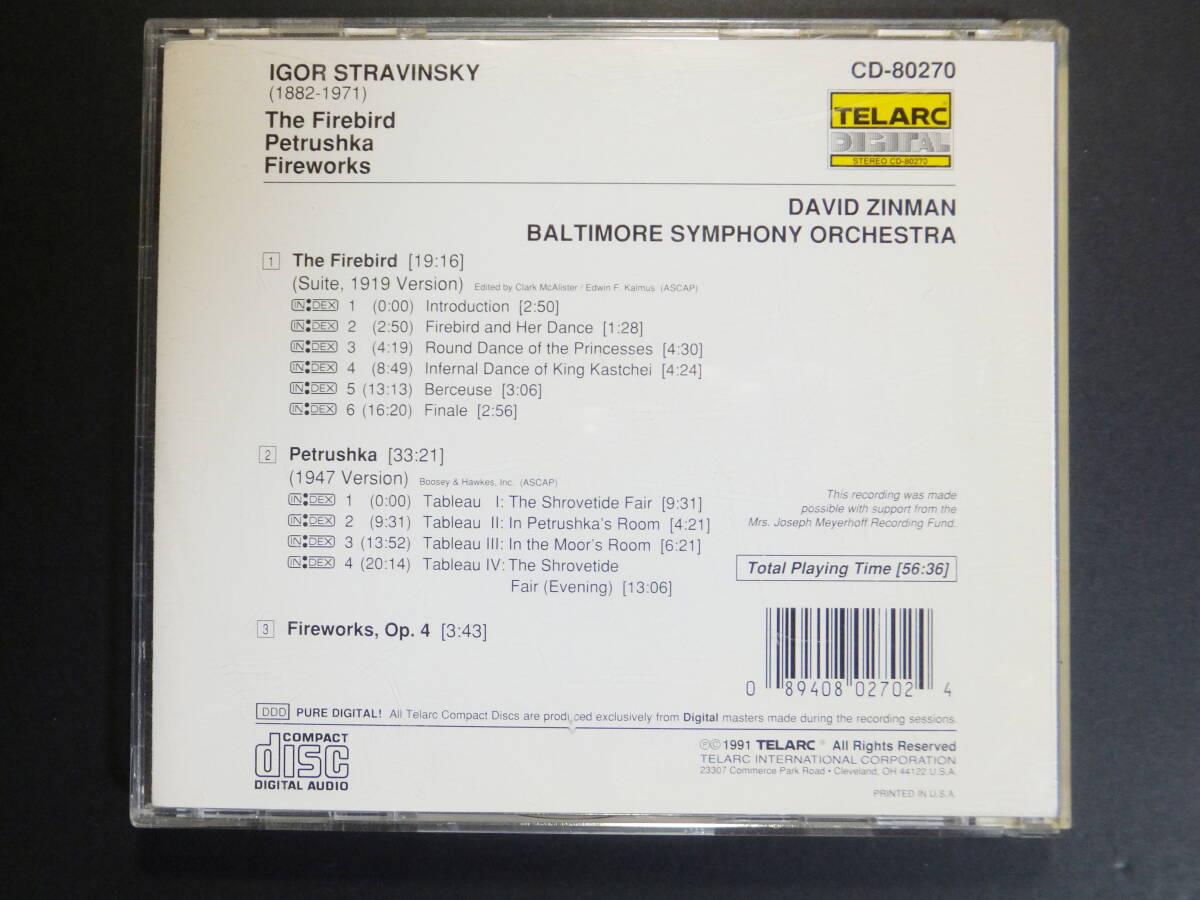 IGOR STRAVINSKY
(1882-1971)
The Firebird
Petrushka
Fireworks
CD-80270
TELARC
DIGITAL
STEREO CD-80270
DAVID ZINMAN
BALTIMORE SYMPHONY ORCHESTRA
1 The Firebird [19:16]
(Suite, 1919 Version) Edited by Clark McAlister / Edwin F. Kalmus (ASCAP)
INDEX 1 (0:00) Introduction [2:50]
INDEX 2 (2:50) Firebird and Her Dance [1:28]
INDEX 3 (4:19) Round Dance of the Princesses [4:30]
INDEX 4 (8:49) Infernal Dance of King Kastchei [4:24]
INDEX 5 (13:13) Berceuse [3:06]
INDEX 6 (16:20) Finale [2:56]
2 Petrushka [33:21]
(1947 Version) Boosey & Hawkes, Inc. (ASCAP)
INDEX 1 (0:00) Tableau I: The Shrovetide Fair [9:31]
INDEX 2 (9:31) Tableau II: In Petrushka's Room [4:21]
INDEX 3 (13:52) Tableau III: In the Moor's Room [6:21]
INDEX 4 (20:14) Tableau IV: The Shrovetide
Fair (Evening) [13:06]
This recording was made
possible with support from the
Mrs. Joseph Meyerhoff Recording Fund.
Total Playing Time [56:36]
3 Fireworks, Op. 4 [3:43]
0 89408 02702 4
DDD PURE DIGITAL! All Telarc Compact Discs are produced exclusively from Digital masters made during the recording sessions.
COMPACT
disc
DIGITAL AUDIO
℗©1991 TELARC® All Rights Reserved
TELARC INTERNATIONAL CORPORATION
23307 Commerce Park Road • Cleveland, OH 44122 U.S.A.
PRINTED IN U.S.A.